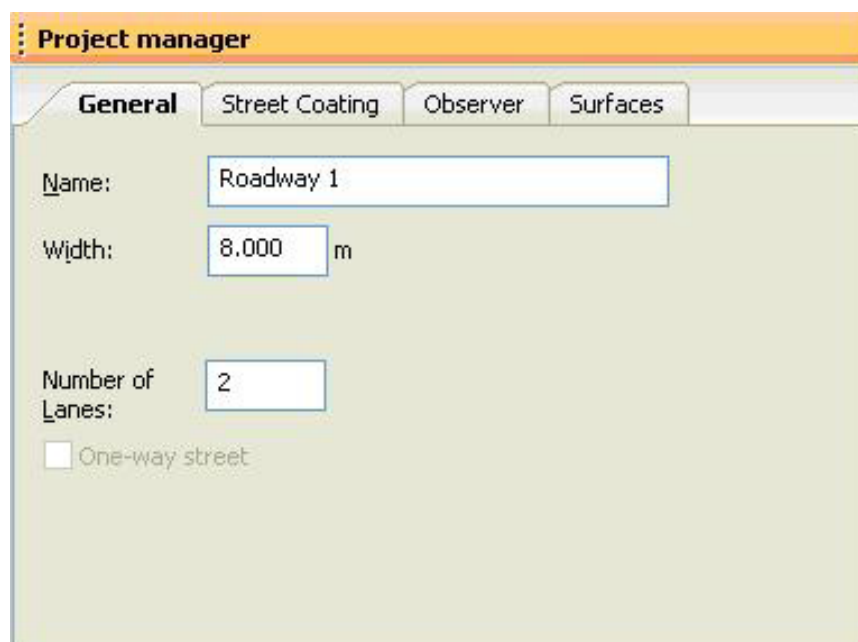 Project manager
General Street Coating Observer Surfaces
Name: Roadway 1
Width: 8.000 m
Number of
Lanes: 2
One-way street